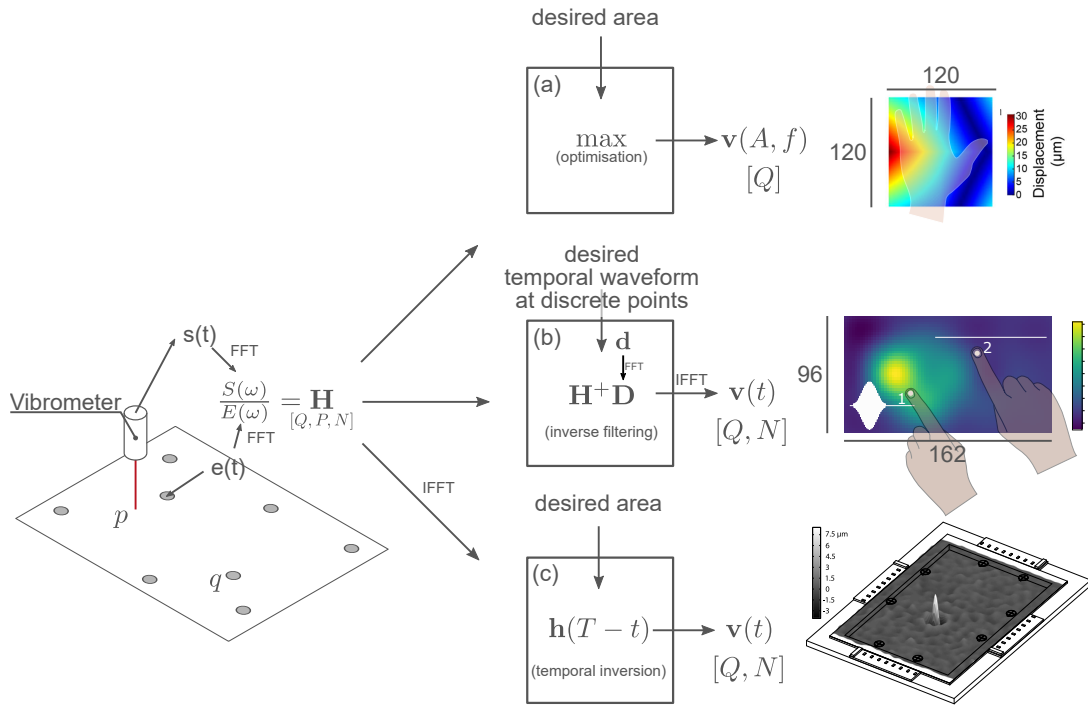 desired area
(a)
max
(optimisation)
v(A, f)
[Q]
120
120
30
25
20
15
10
5
0
Displacement
(μm)
desired
temporal waveform
at discrete points
(b)
d
FFT
H⁺D
(inverse filtering)
IFFT
v(t)
[Q, N]
96
1
2
162
s(t)
FFT
S(ω)
E(ω)
= H
[Q, P, N]
FFT
e(t)
Vibrometer
p
q
IFFT
desired area
(c)
h(T − t)
(temporal inversion)
v(t)
[Q, N]
7.5 μm
6
4.5
3
1.5
0
-1.5
-3